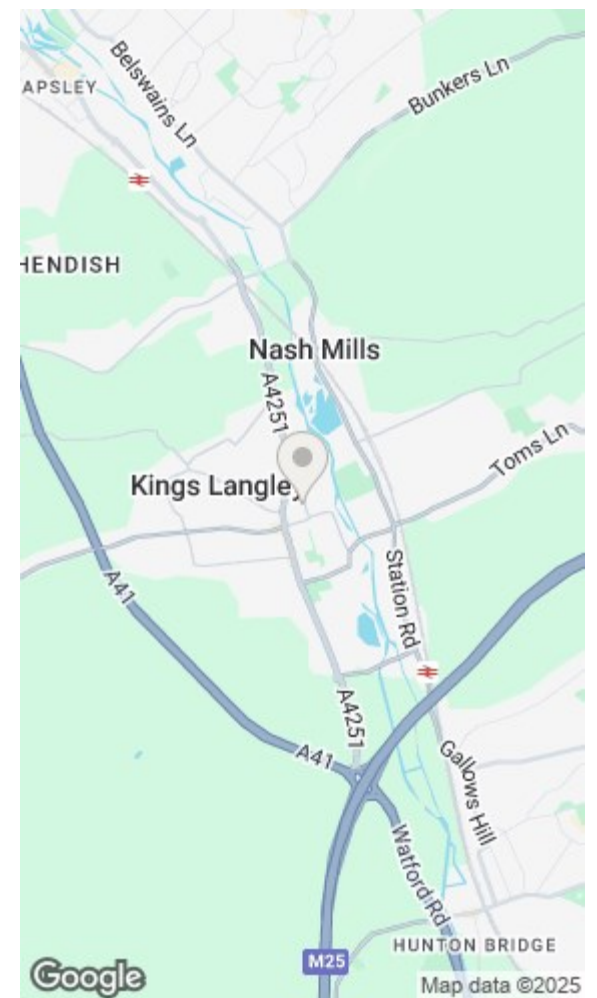 APSLEY
Belswains Ln
Bunkers Ln
HENDISH
Nash Mills
A4251
Toms Ln
Kings Langley
A41
Station Rd
A4251
A41
Gallows Hill
Watford Rd
M25
HUNTON BRIDGE
Google
Map data ©2025